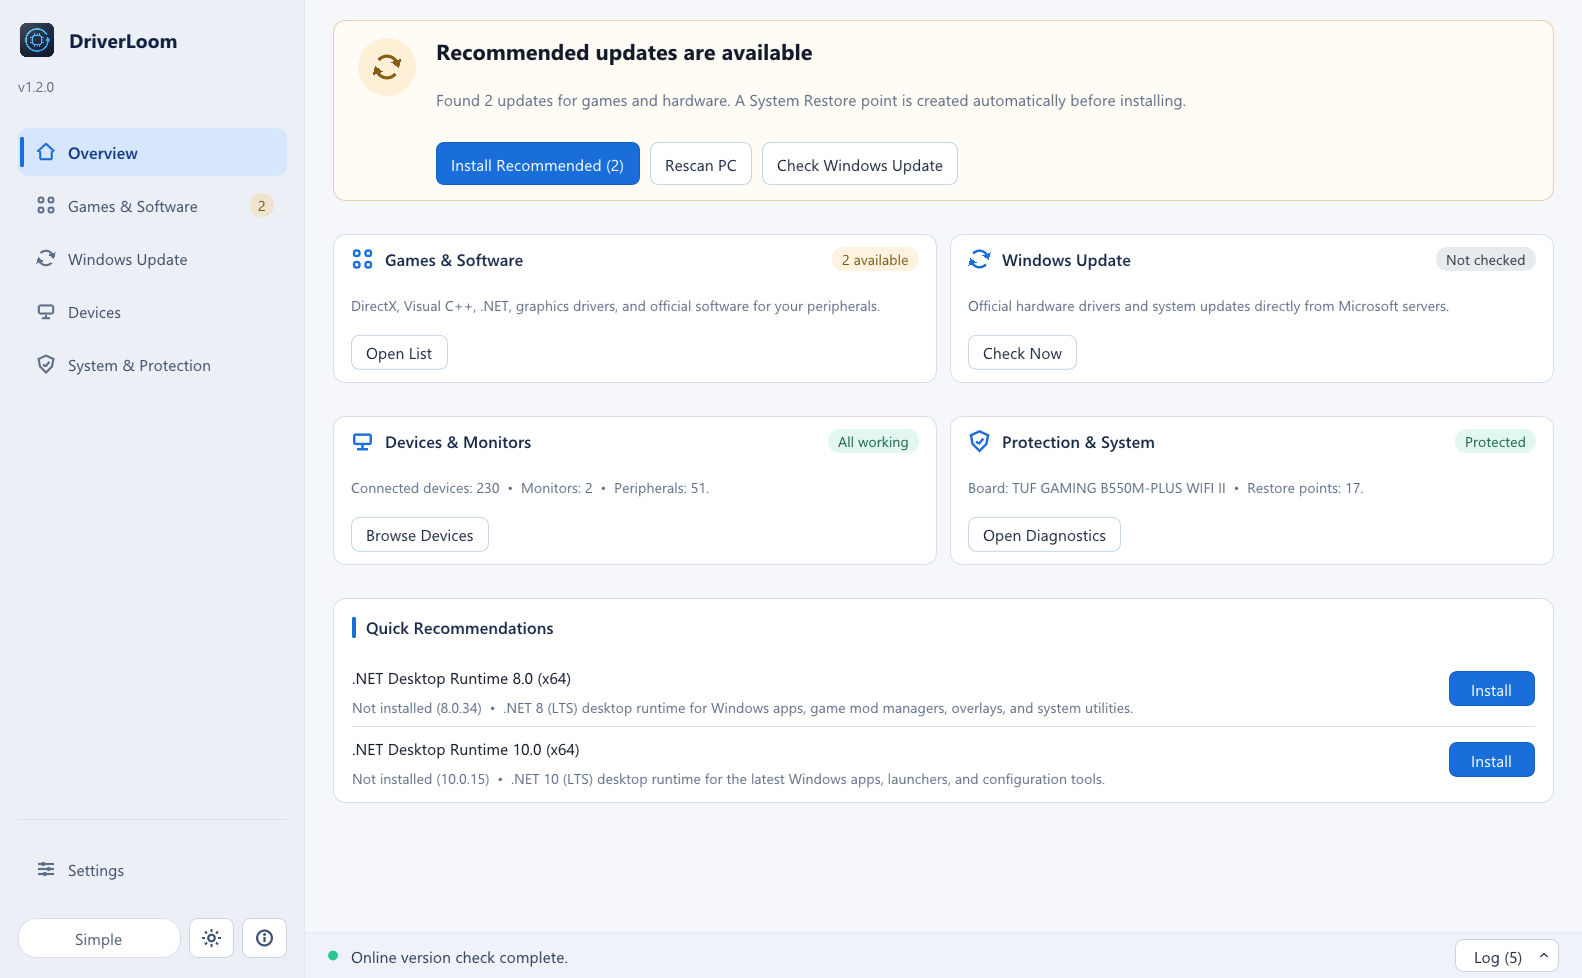 DriverLoom
v1.2.0
Overview
Games & Software
2
Windows Update
Devices
System & Protection
Settings
Simple
Recommended updates are available
Found 2 updates for games and hardware. A System Restore point is created automatically before installing.
Install Recommended (2)
Rescan PC
Check Windows Update
Games & Software
2 available
DirectX, Visual C++, .NET, graphics drivers, and official software for your peripherals.
Open List
Windows Update
Not checked
Official hardware drivers and system updates directly from Microsoft servers.
Check Now
Devices & Monitors
All working
Connected devices: 230 • Monitors: 2 • Peripherals: 51.
Browse Devices
Protection & System
Protected
Board: TUF GAMING B550M-PLUS WIFI II • Restore points: 17.
Open Diagnostics
Quick Recommendations
.NET Desktop Runtime 8.0 (x64)
Not installed (8.0.34) • .NET 8 (LTS) desktop runtime for Windows apps, game mod managers, overlays, and system utilities.
Install
.NET Desktop Runtime 10.0 (x64)
Not installed (10.0.15) • .NET 10 (LTS) desktop runtime for the latest Windows apps, launchers, and configuration tools.
Install
Online version check complete.
Log (5)